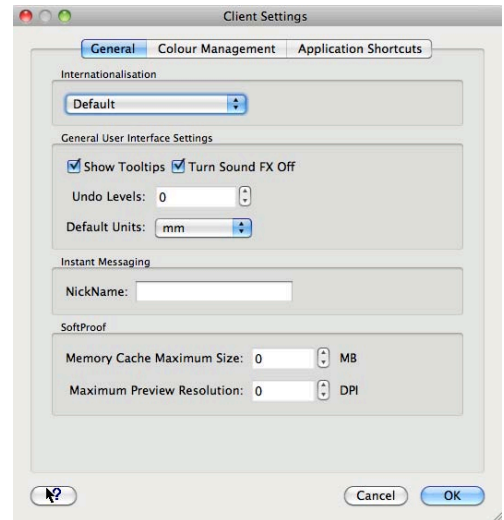 Client Settings
General Colour Management Application Shortcuts
Internationalisation
Default
General User Interface Settings
Show Tooltips Turn Sound FX Off
Undo Levels: 0
Default Units: mm
Instant Messaging
NickName:
SoftProof
Memory Cache Maximum Size: 0 MB
Maximum Preview Resolution: 0 DPI
? Cancel OK